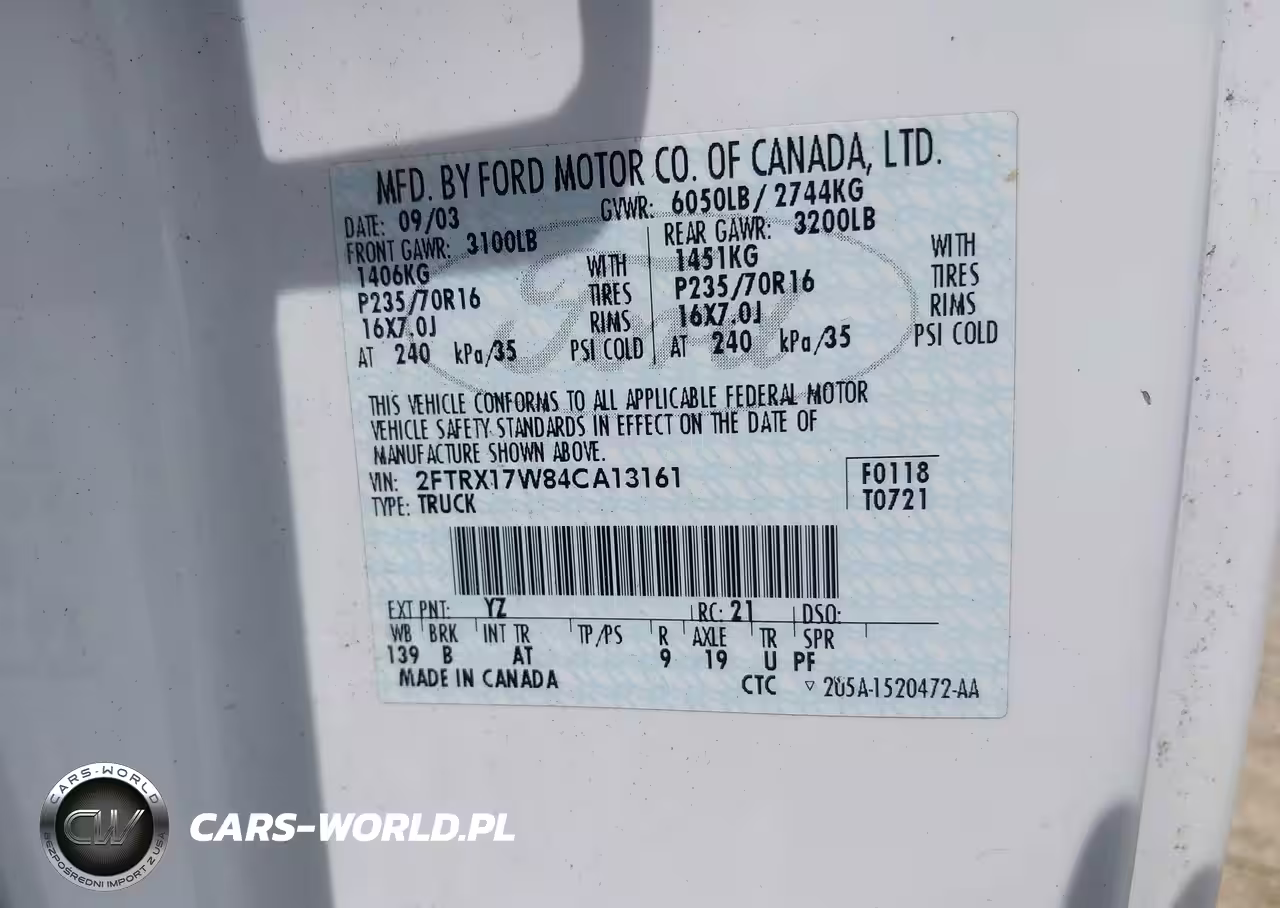 MFD. BY FORD MOTOR CO. OF CANADA, LTD.
DATE: 09/03 GVWR: 6050LB/ 2744KG
FRONT GAWR: 3100LB REAR GAWR: 3200LB
1406KG WITH 1451KG WITH
P235/70R16 TIRES P235/70R16 TIRES
16X7.0J RIMS 16X7.0J RIMS
AT 240 kPa/35 PSI COLD AT 240 kPa/35 PSI COLD
Ford
THIS VEHICLE CONFORMS TO ALL APPLICABLE FEDERAL MOTOR
VEHICLE SAFETY STANDARDS IN EFFECT ON THE DATE OF
MANUFACTURE SHOWN ABOVE.
VIN: 2FTRX17W84CA13161 F0118
TYPE: TRUCK T0721
EXT PNT: YZ RC: 21 DSO:
WB BRK INT TR TP/PS R AXLE TR SPR
139 B AT 9 19 U PF
MADE IN CANADA CTC ▽ 2U5A-1520472-AA
CARS-WORLD
CW
BEZPOŚREDNI IMPORT Z USA
CARS-WORLD.PL